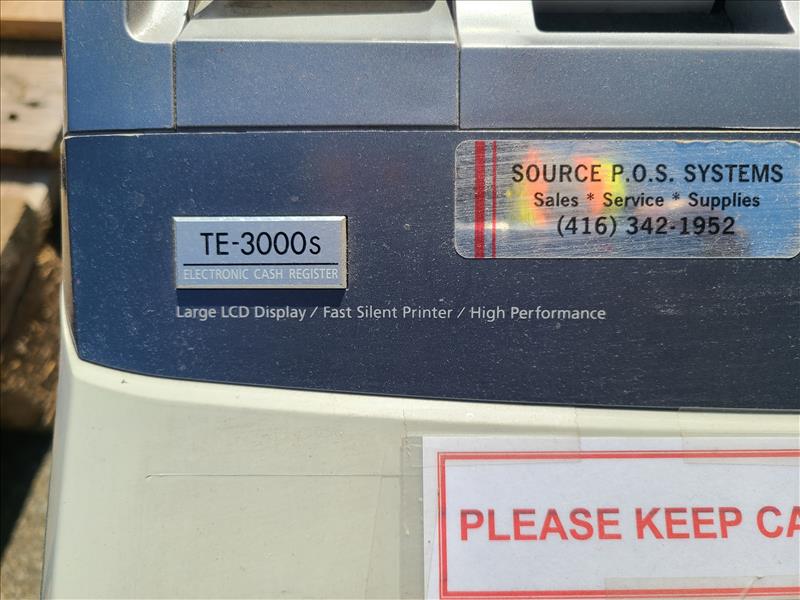 SOURCE P.O.S. SYSTEMS
Sales * Service * Supplies
(416) 342-1952
TE-3000s
ELECTRONIC CASH REGISTER
Large LCD Display / Fast Silent Printer / High Performance
PLEASE KEEP CA